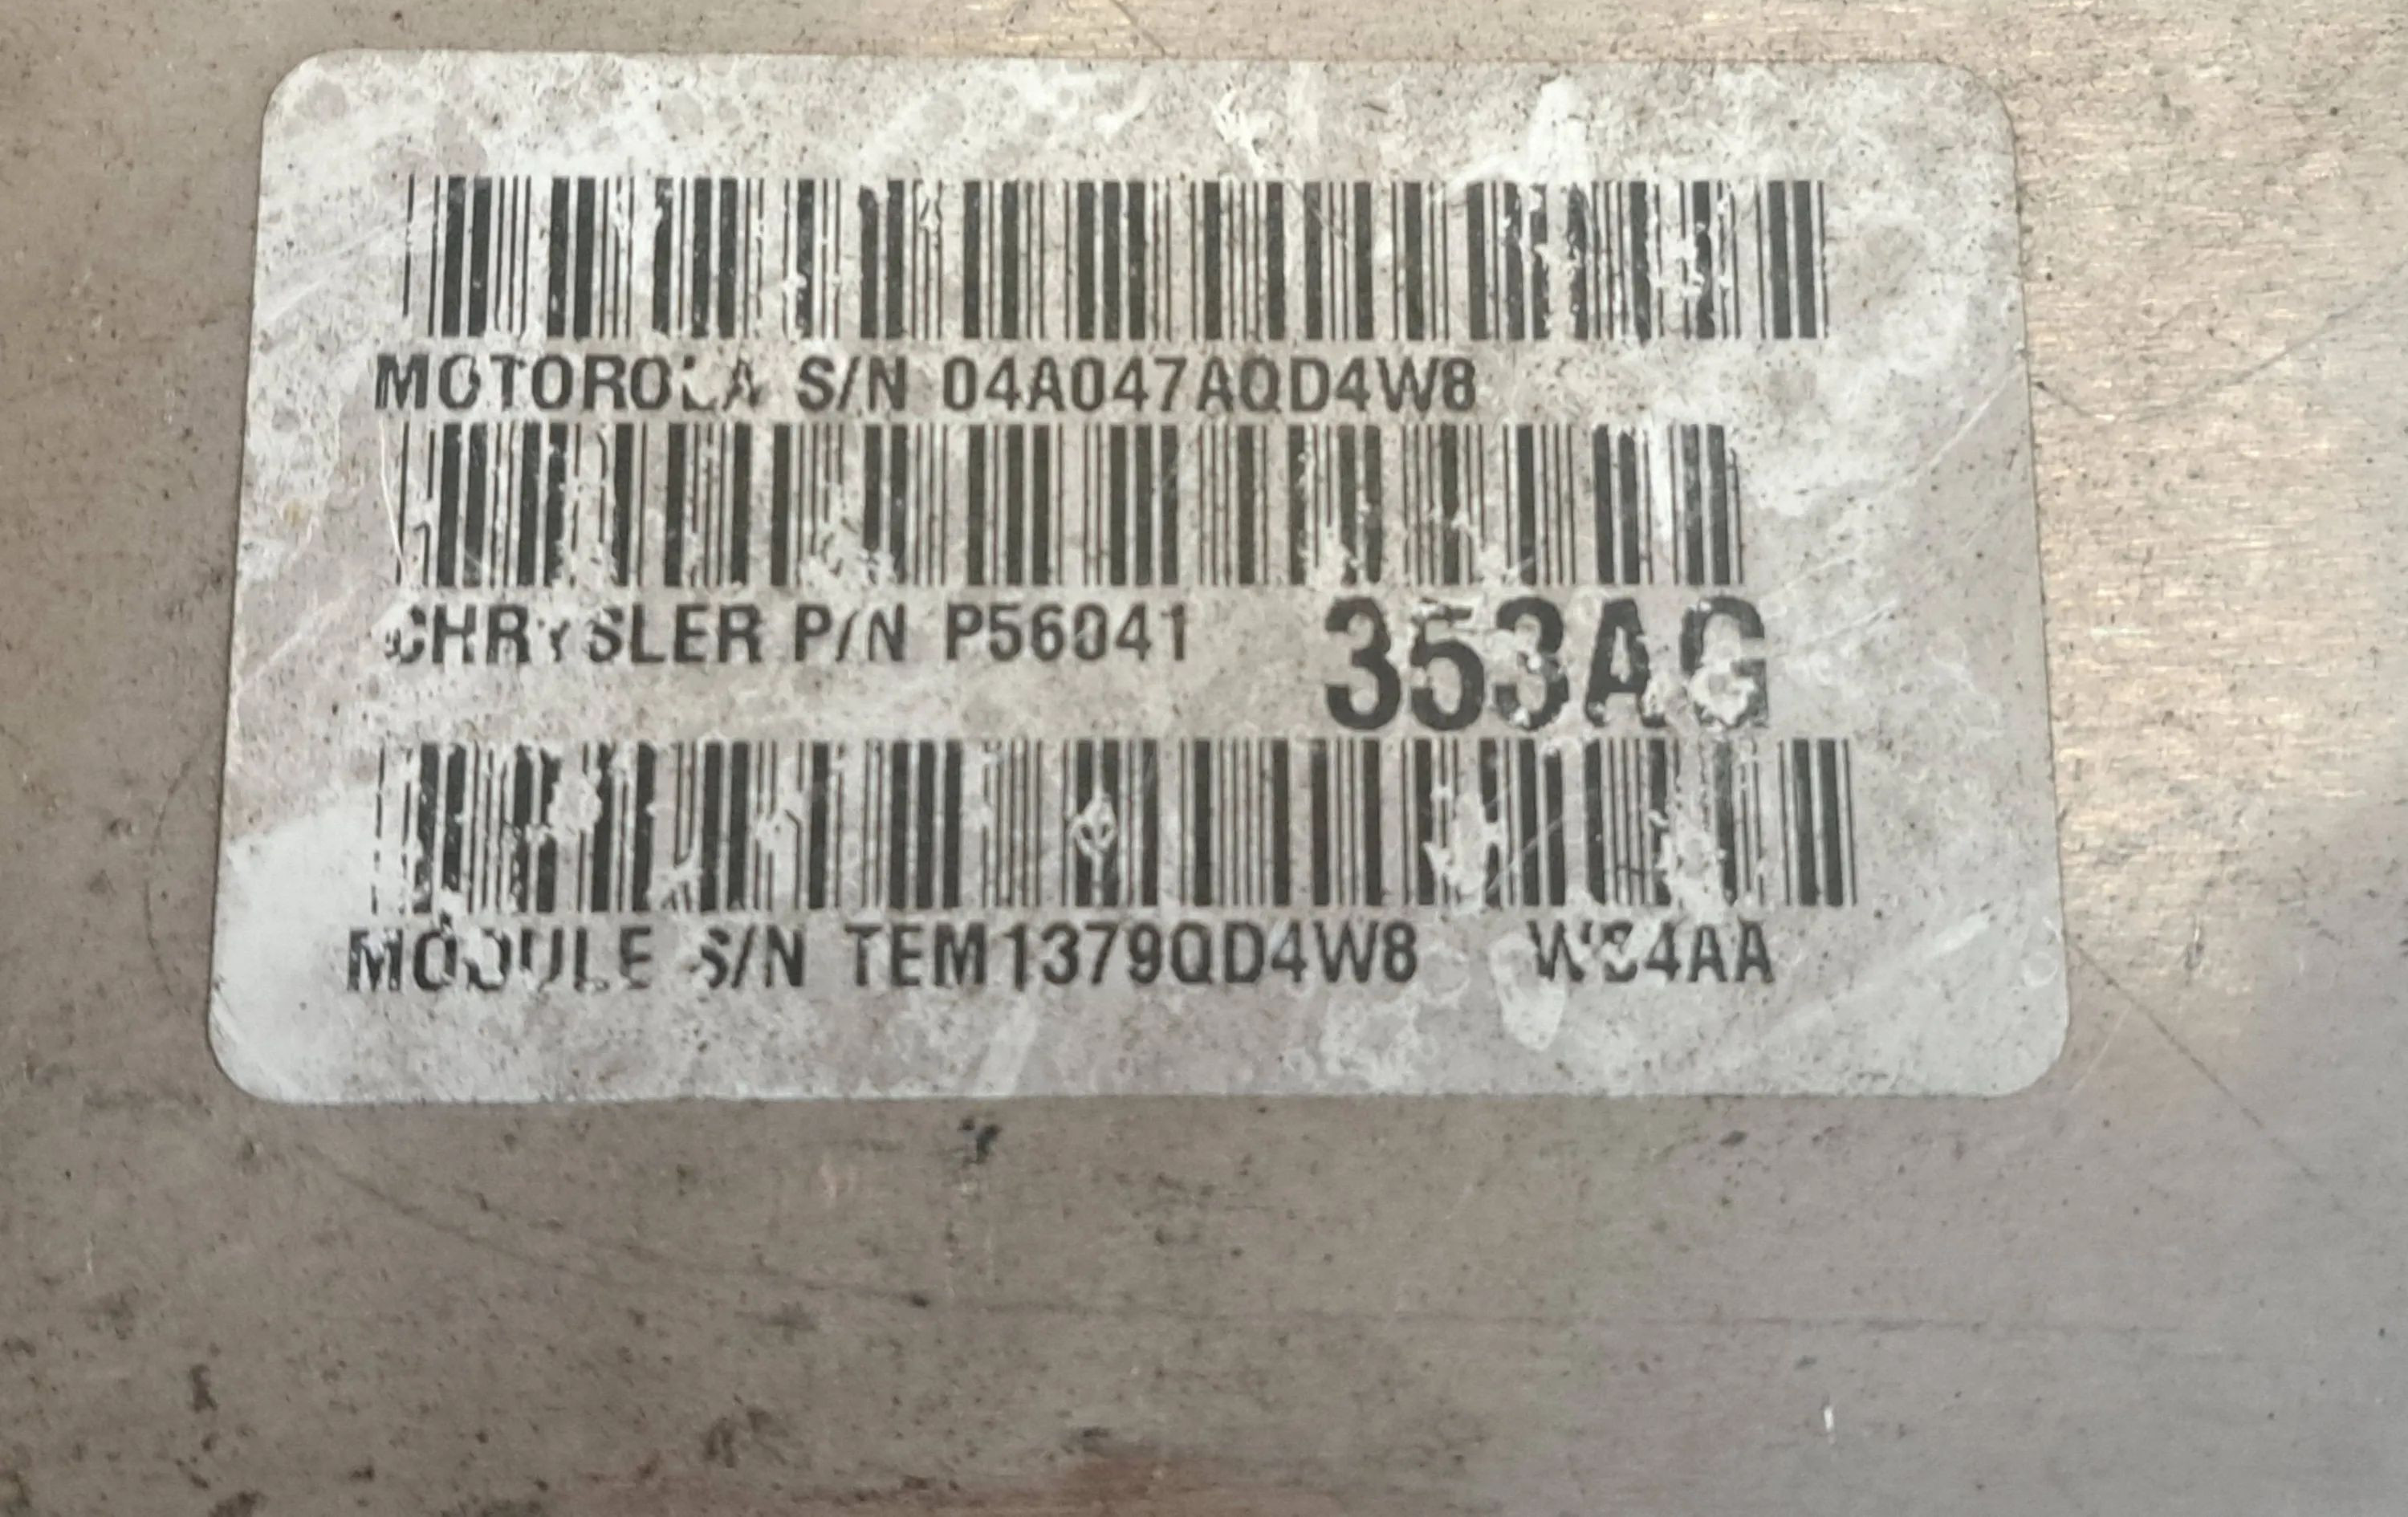 MOTOROLA S/N 04A047AQD4W8
CHRYSLER P/N P56041 353AG
MODULE S/N TEM1379QD4W8